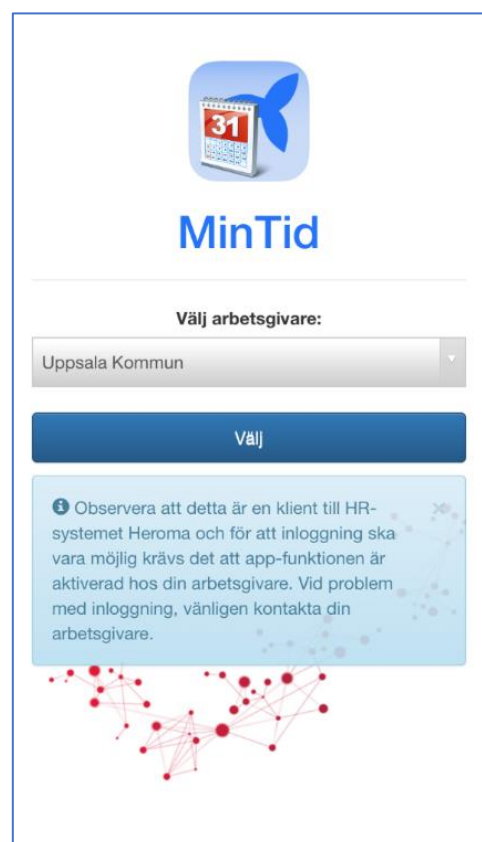 31
MinTid
Välj arbetsgivare:
Uppsala Kommun
Välj
Observera att detta är en klient till HR-
systemet Heroma och för att inloggning ska
vara möjlig krävs det att app-funktionen är
aktiverad hos din arbetsgivare. Vid problem
med inloggning, vänligen kontakta din
arbetsgivare.